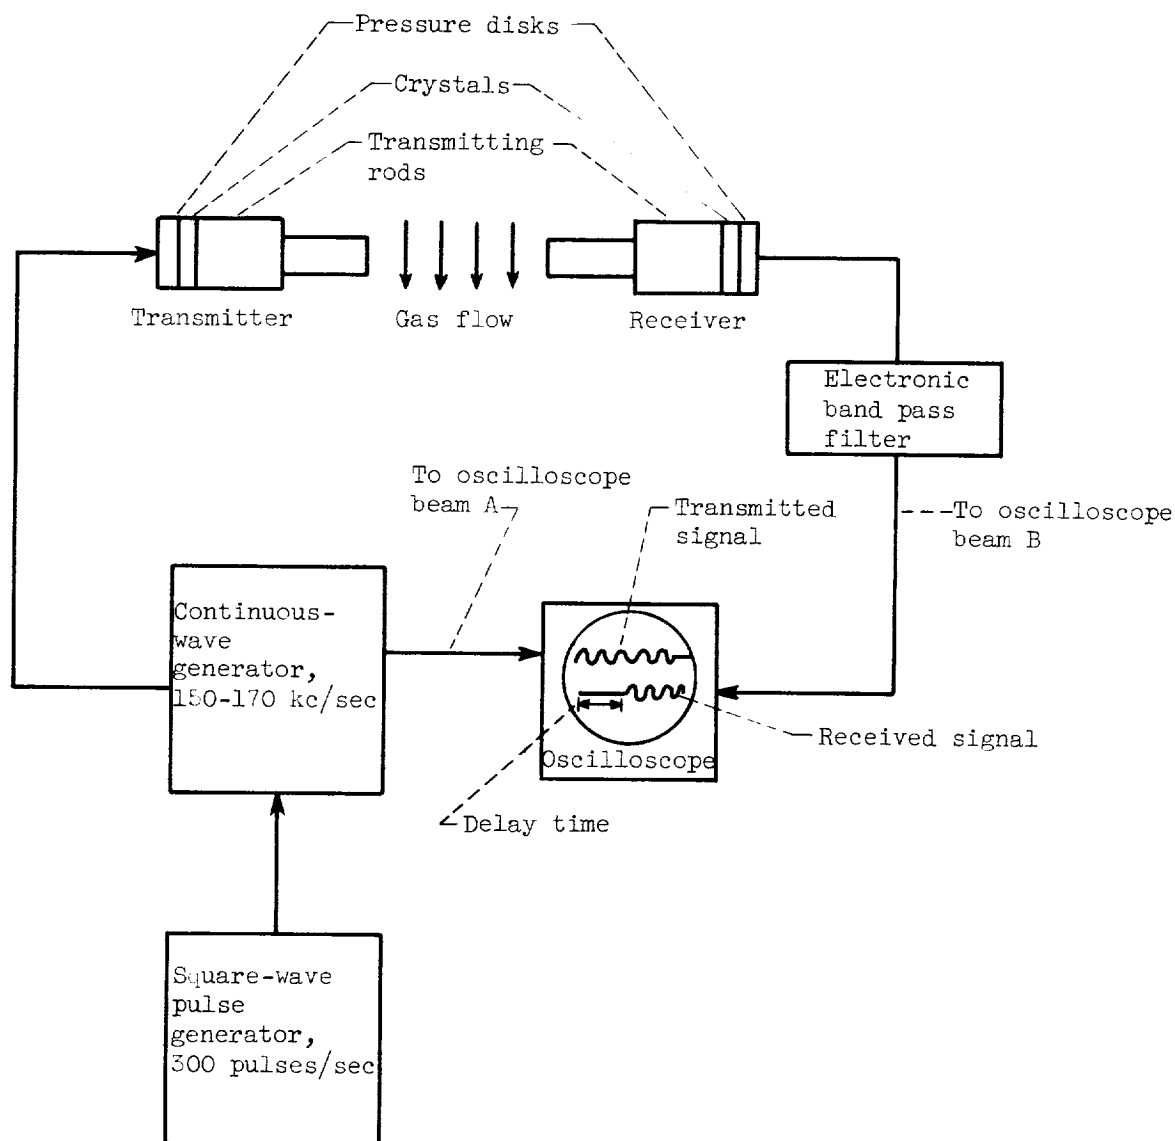 Pressure disks
Crystals
Transmitting
rods
Transmitter
Gas flow
Receiver
Electronic
band pass
filter
To oscilloscope
beam A
Transmitted
signal
To oscilloscope
beam B
Continuous-
wave
generator,
150-170 kc/sec
Oscilloscope
Received signal
Delay time
Square-wave
pulse
generator,
300 pulses/sec